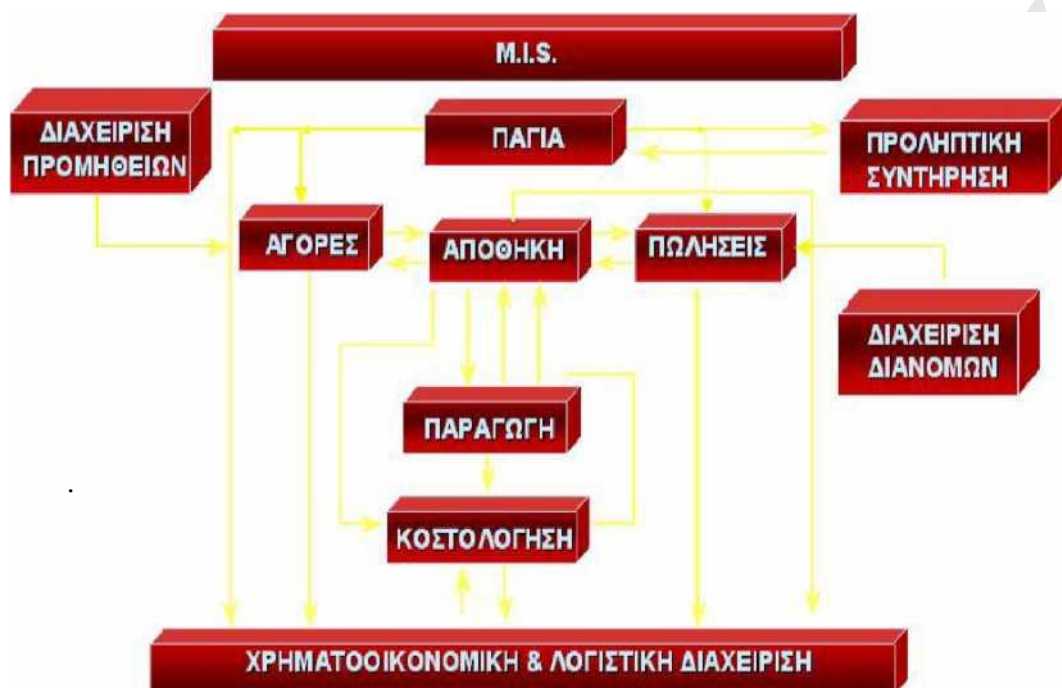 M.I.S.
ΔΙΑΧΕΙΡΙΣΗ
ΠΡΟΜΗΘΕΙΩΝ
ΠΑΓΙΑ
ΠΡΟΛΗΠΤΙΚΗ
ΣΥΝΤΗΡΗΣΗ
ΑΓΟΡΕΣ
ΑΠΟΘΗΚΗ
ΠΩΛΗΣΕΙΣ
ΔΙΑΧΕΙΡΙΣΗ
ΔΙΑΝΟΜΩΝ
ΠΑΡΑΓΩΓΗ
ΚΟΣΤΟΛΟΓΗΣΗ
ΧΡΗΜΑΤΟΟΙΚΟΝΟΜΙΚΗ & ΛΟΓΙΣΤΙΚΗ ΔΙΑΧΕΙΡΙΣΗ